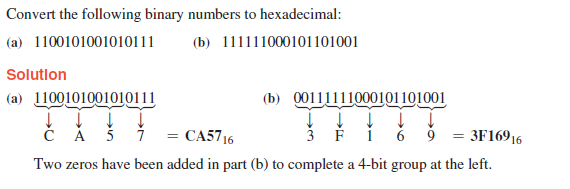 Convert the following binary numbers to hexadecimal:
(a) 1100101001010111 (b) 111111000101101001
Solution
(a) 1100101001010111 (b) 00111111000101101001
C A 5 7 = CA57₁₆ 3 F 1 6 9 = 3F169₁₆
Two zeros have been added in part (b) to complete a 4-bit group at the left.